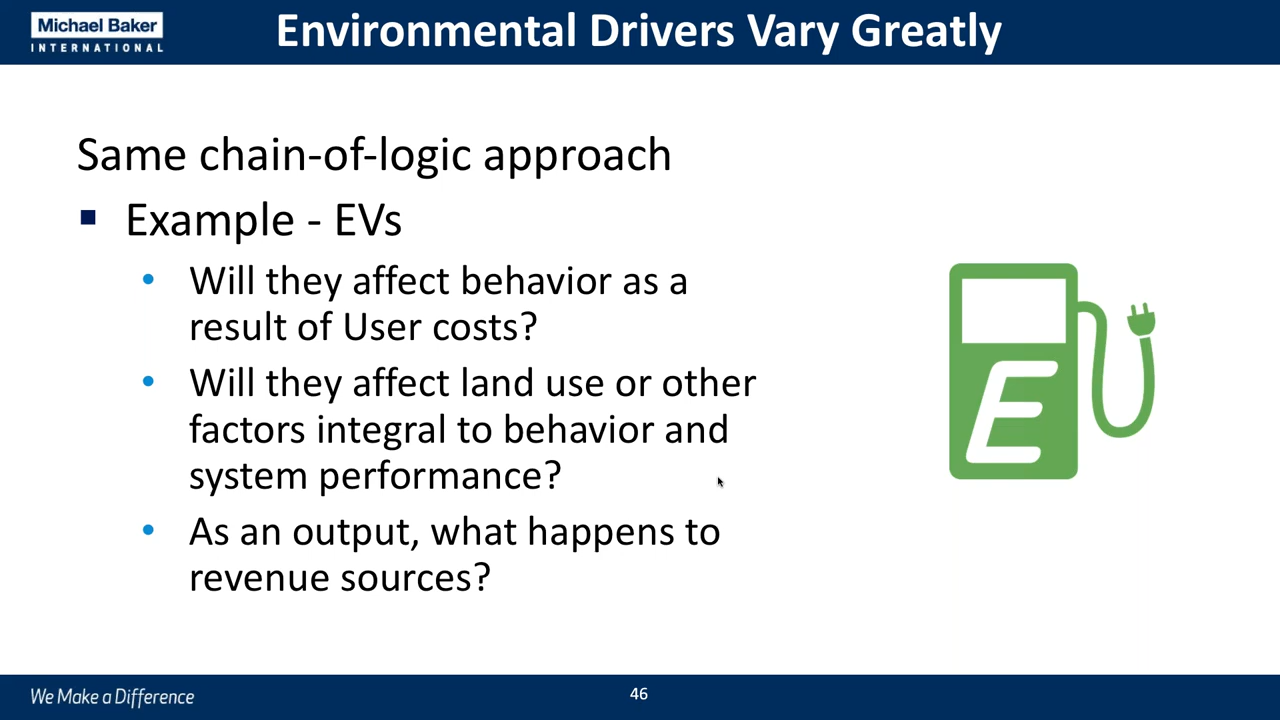 Michael Baker
INTERNATIONAL
Environmental Drivers Vary Greatly
Same chain-of-logic approach
Example - EVs
Will they affect behavior as a
result of User costs?
Will they affect land use or other
factors integral to behavior and
system performance?
As an output, what happens to
revenue sources?
E
We Make a Difference
46